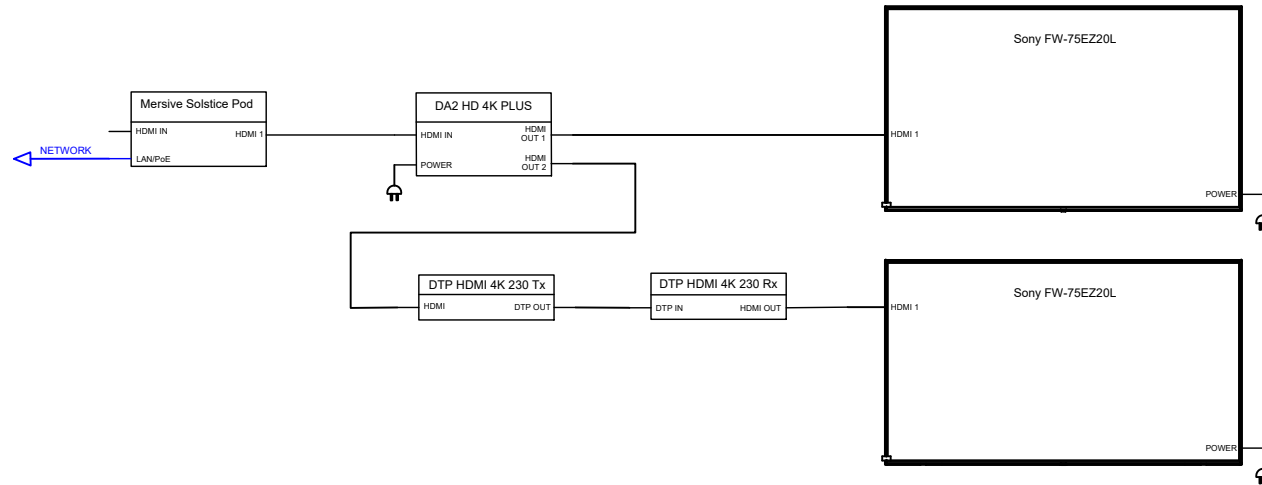 Sony FW-75EZ20L
Mersive Solstice Pod
HDMI IN
HDMI 1
LAN/PoE
NETWORK
DA2 HD 4K PLUS
HDMI IN
HDMI
OUT 1
POWER
HDMI
OUT 2
HDMI 1
POWER
DTP HDMI 4K 230 Tx
HDMI
DTP OUT
DTP HDMI 4K 230 Rx
DTP IN
HDMI OUT
Sony FW-75EZ20L
HDMI 1
POWER